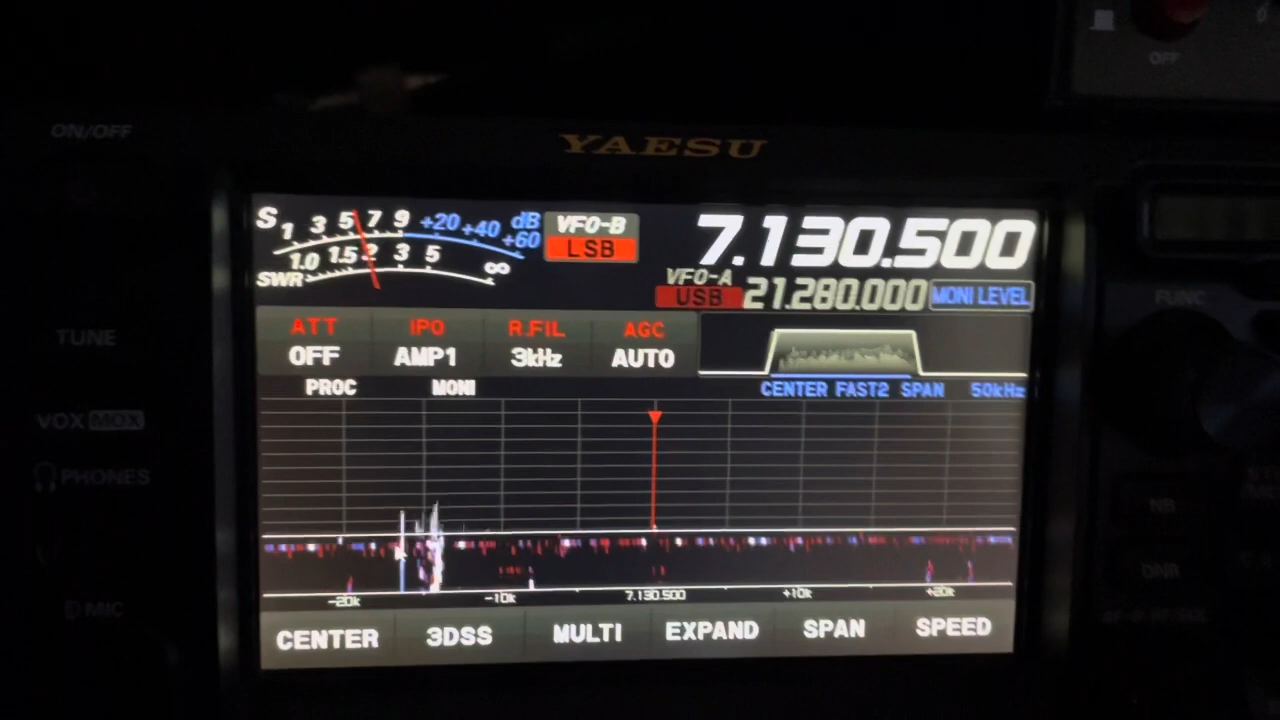 OFF
ON/OFF
YAESU
S 1 3 5 7 9 +20 +40 +60 dB
VFO-B
LSB
7.130.500
SWR 1.0 1.5 2 3 5 ∞
VFO-A
USB 21.280.000 MONI LEVEL
FUNC
ATT IPO R.FIL AGC
OFF AMP1 3kHz AUTO
TUNE
PROC MONI CENTER FAST2 SPAN 50kHz
VOX MOX
PHONES
NB
DNR
MIC
-20k -10k 7.130.500 +10k +20k
CENTER 3DSS MULTI EXPAND SPAN SPEED